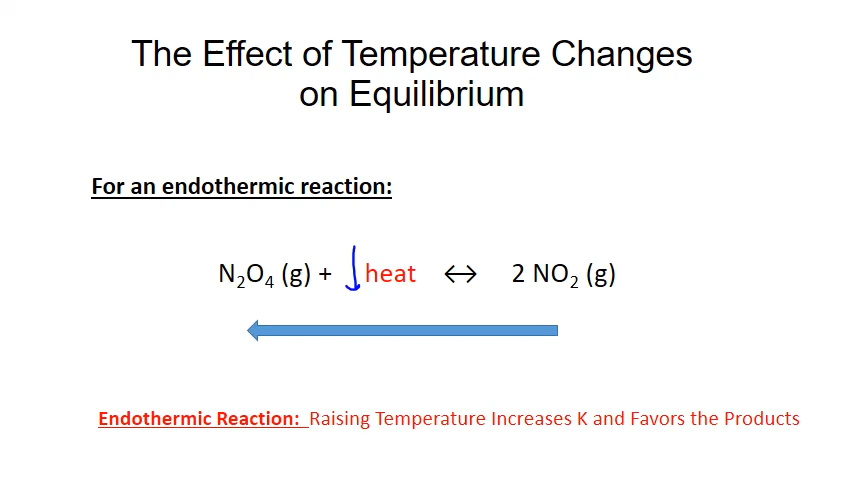 The Effect of Temperature Changes
on Equilibrium
For an endothermic reaction:
N₂O₄ (g) + heat ↔ 2 NO₂ (g)
Endothermic Reaction: Raising Temperature Increases K and Favors the Products